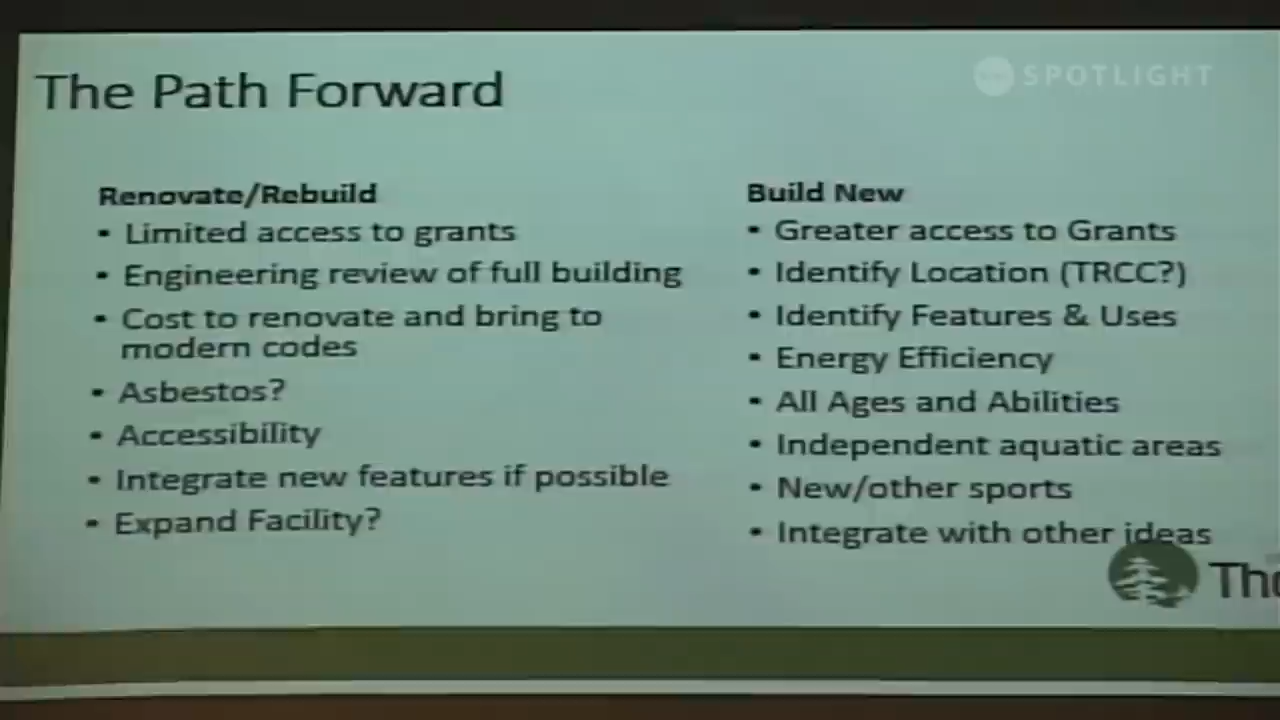 The Path Forward
SPOTLIGHT
Renovate/Rebuild
• Limited access to grants
• Engineering review of full building
• Cost to renovate and bring to
modern codes
• Asbestos?
• Accessibility
• Integrate new features if possible
• Expand Facility?
Build New
• Greater access to Grants
• Identify Location (TRCC?)
• Identify Features & Uses
• Energy Efficiency
• All Ages and Abilities
• Independent aquatic areas
• New/other sports
• Integrate with other ideas